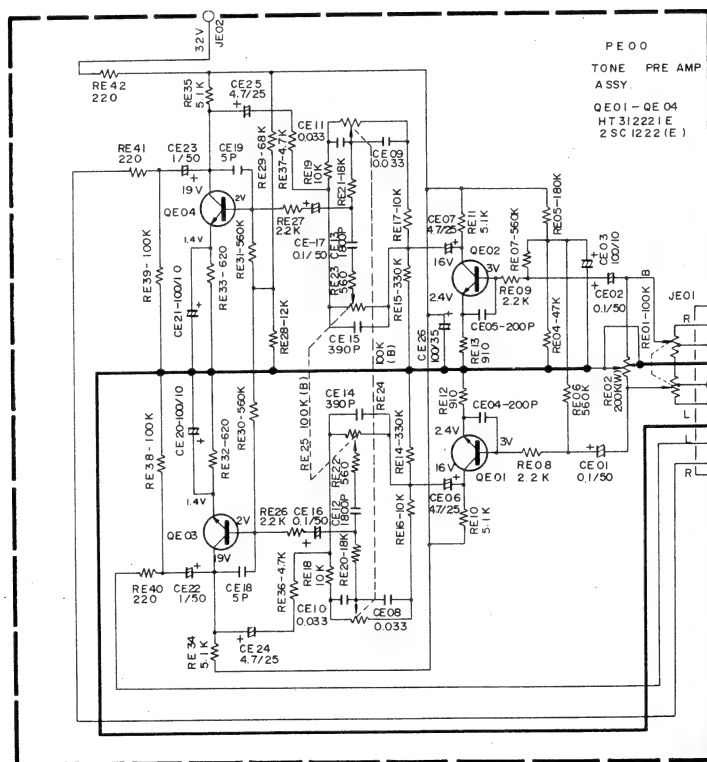 32V
JE02
PE00
TONE PRE AMP
ASSY.
QE01-QE04
HT312221E
2SC1222(E)
RE42
220
RE35
5.1K
CE25
4.7/25
RE41
220
CE23
1/50
CE19
5P
RE29-68K
RE37-4.7K
CE11
0.033
RE19
10K
RE21-18K
CE09
0.033
RE17-10K
19V
2V
QE04
RE27
2.2K
CE-17
0.1/50
CE13
1800P
RE23
560
CE07
4.7/25
RE11
5.1K
RE05-180K
RE07-560K
CE03
100/10
QE02
16V
3V
2.4V
RE09
2.2K
CE02
0.1/50
CE05-200P
1.4V
RE39-100K
CE21-100/10
RE33-620
RE31-560K
RE28-12K
RE15-330K
CE15
390P
100K
(B)
CE26
100/35
RE13
910
RE04-47K
RE01-100K
B
JE01
R
RE02
200K(W)
RE06
560K
L
L
R
RE38-100K
CE20-100/10
RE32-620
RE30-560K
RE25 100K(B)
CE14
390P
RE24
RE22
560
CE12
1800P
RE14-330K
RE12
910
CE04-200P
2.4V
3V
16V
QE01
RE08
2.2K
CE01
0.1/50
CE06
4.7/25
RE10
5.1K
RE16-10K
1.4V
2V
QE03
19V
RE26
2.2K
CE16
0.1/50
RE20-18K
RE40
220
CE22
1/50
CE18
5P
RE36-4.7K
RE18
10K
CE10
0.033
CE08
0.033
RE34
5.1K
CE24
4.7/25